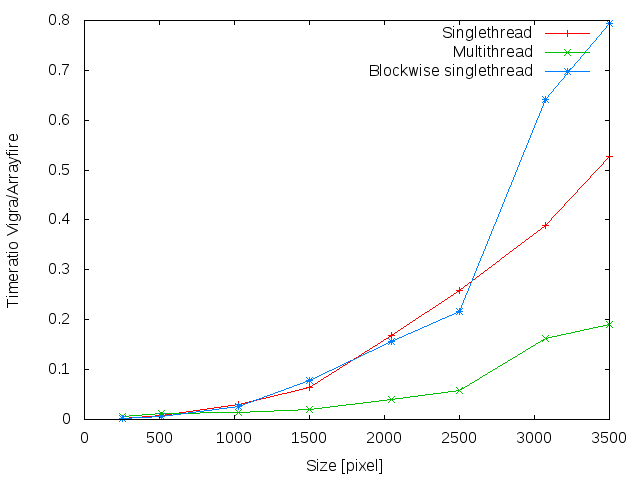 0.8
0.7
0.6
0.5
0.4
0.3
0.2
0.1
0
Timeratio Vigra/Arrayfire
Singlethread
Multithread
Blockwise singlethread
0 500 1000 1500 2000 2500 3000 3500
Size [pixel]